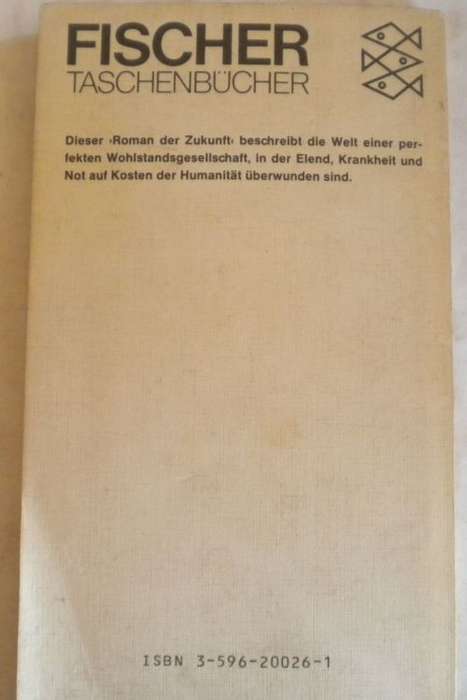 FISCHER
TASCHENBÜCHER
Dieser ›Roman der Zukunft‹ beschreibt die Welt einer per-
fekten Wohlstandsgesellschaft, in der Elend, Krankheit und
Not auf Kosten der Humanität überwunden sind.
ISBN 3-596-20026-1